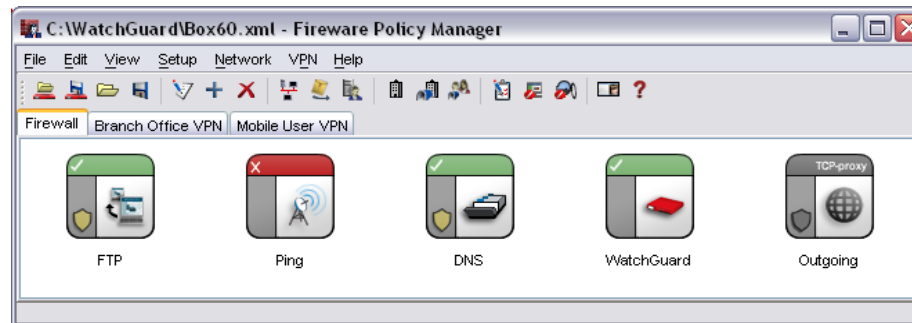 C:\WatchGuard\Box60.xml - Fireware Policy Manager
File Edit View Setup Network VPN Help
Firewall Branch Office VPN Mobile User VPN
TCP-proxy
FTP Ping DNS WatchGuard Outgoing